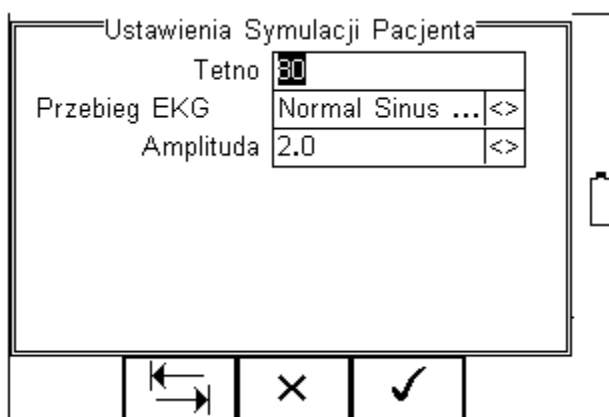 Ustawienia Symulacji Pacjenta
Tetno 80
Przebieg EKG Normal Sinus ... <>
Amplituda 2.0 <>